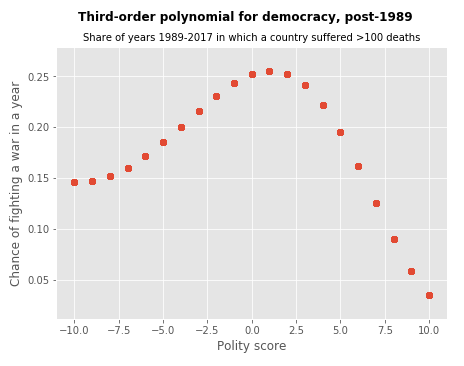 Third-order polynomial for democracy, post-1989
Share of years 1989-2017 in which a country suffered >100 deaths
Chance of fighting a war in a year
0.25
0.20
0.15
0.10
0.05
−10.0 −7.5 −5.0 −2.5 0.0 2.5 5.0 7.5 10.0
Polity score